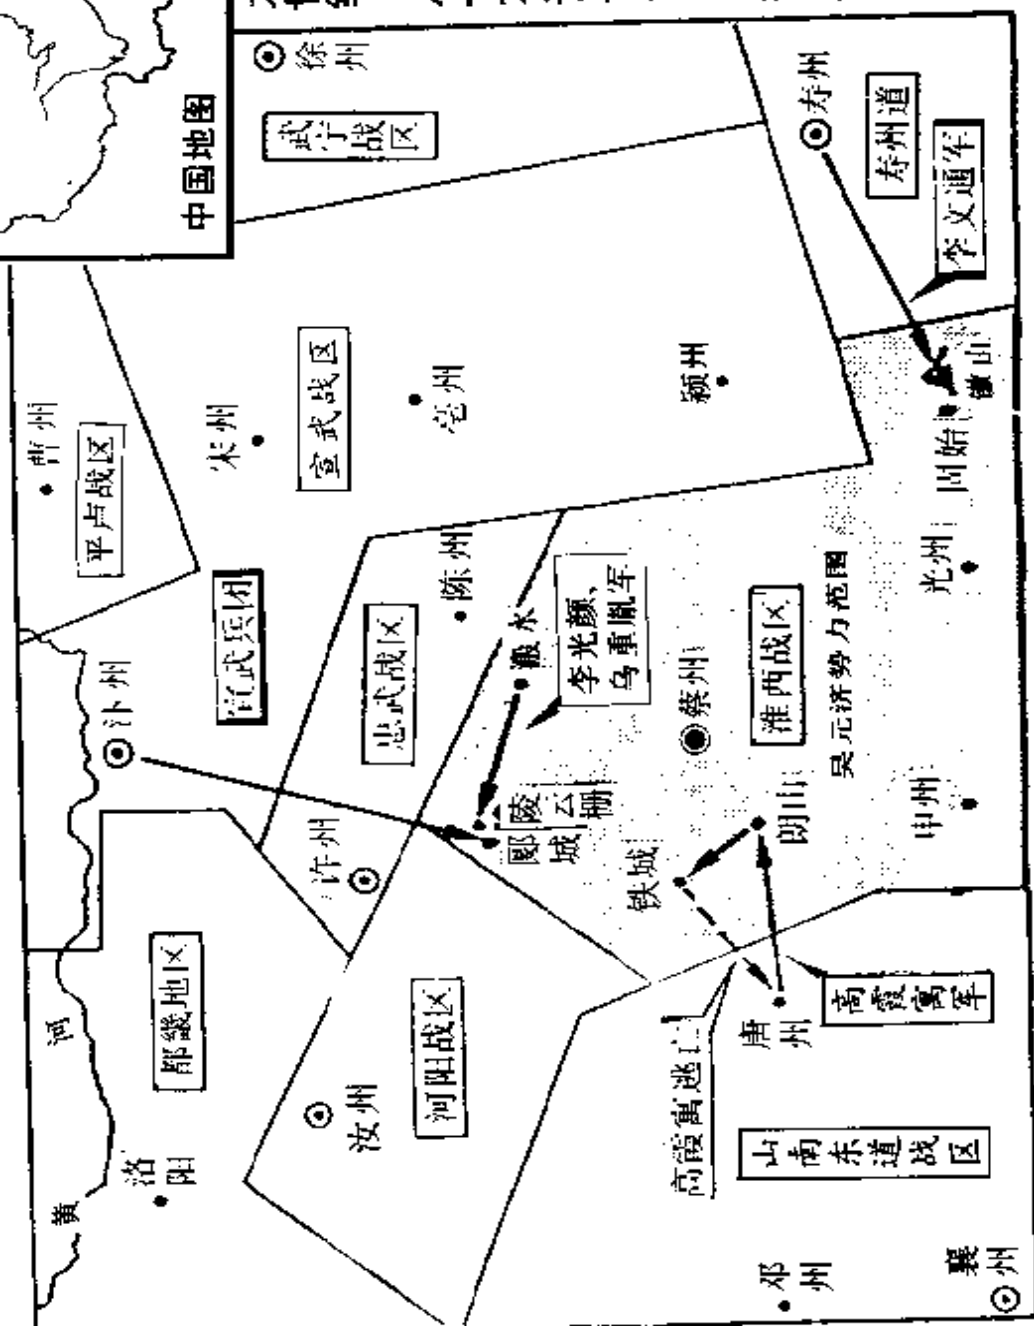 中国地图
徐州
武宁战区
寿州
寿州道
李文通军
曹州
平卢战区
宋州
宣武战区
亳州
颍州
山
固始
光州
汴州
宣武兵团
忠武战区
陈州
水
李光颜、
乌重胤军
淮西战区
吴元济势力范围
蔡州
申州
许州
陵云栅
郾城
铁城
朗山
黄河
都畿地区
洛阳
汝州
河阳战区
高霞寓逃亡
唐州
高霞寓军
山南东道战区
邓州
襄州